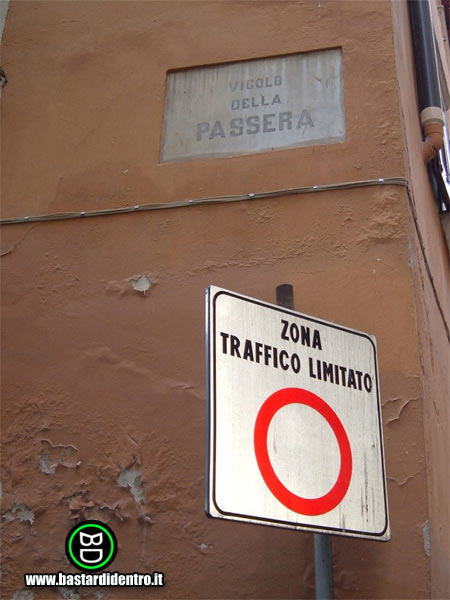 VICOLO
DELLA
PASSERA
ZONA
TRAFFICO LIMITATO
www.bastardidentro.it